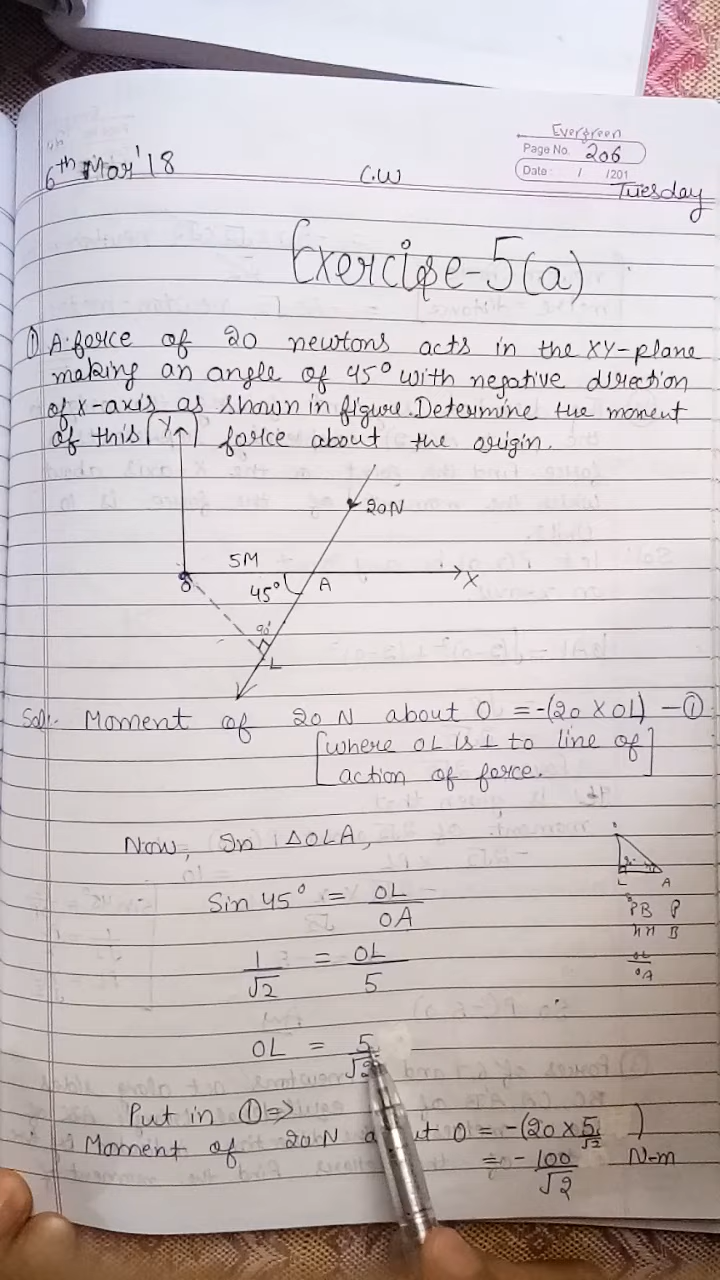 Evergreen
Page No. 206
Date: / /201
6th Mar'18 C.W Tuesday
Exercise-5(a)
① A force of 20 newtons acts in the XY-plane
making an angle of 45° with negative direction
of X-axis as shown in figure. Determine the moment
of this force about the origin.
Y
20N
5M
O 45° A X
90°
L
Sol:- Moment of 20 N about O = -(20 X OL) — ①
[where OL is ⊥ to line of
action of force.]
Now, In ΔOLA,
L A
Sin 45° = OL/OA
PB P
HH B
1/√2 = OL/5
OL/OA
OL = 5/√2
Put in ① ⇒
Moment of 20N about O = -(20 × 5/√2)
= -100/√2 N-m